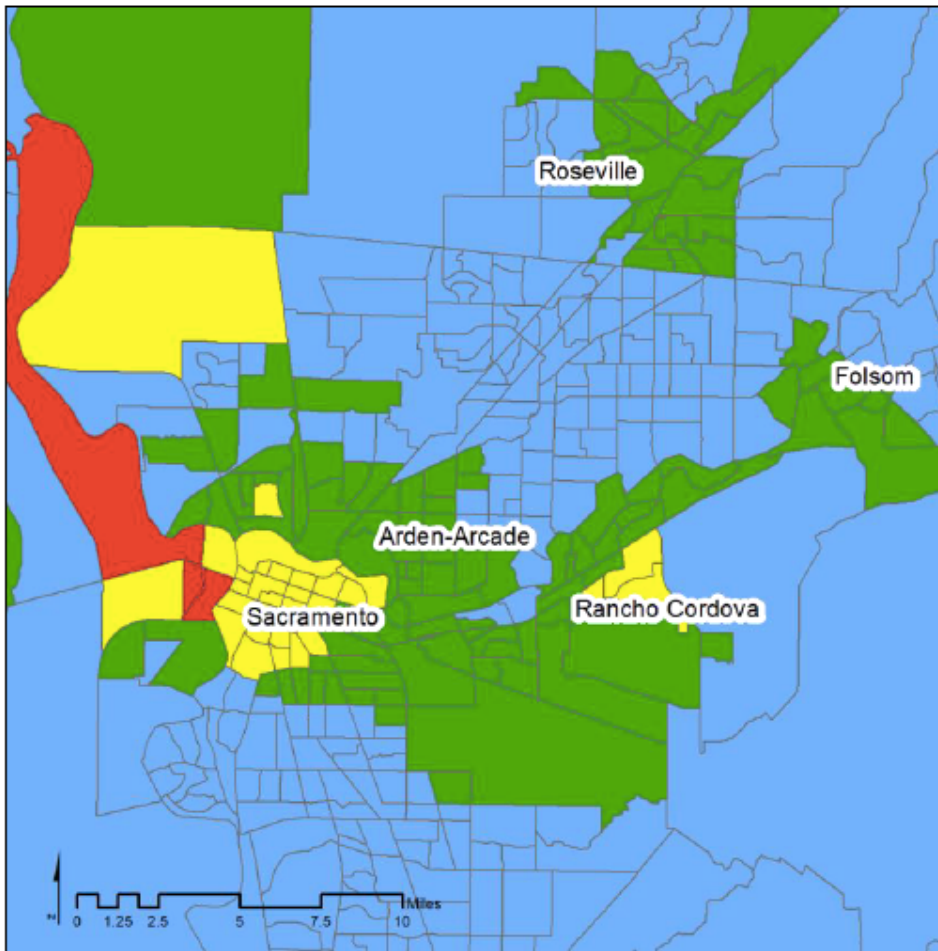 Roseville
Folsom
Arden-Arcade
Rancho Cordova
Sacramento
Miles
0 1.25 2.5 5 7.5 10